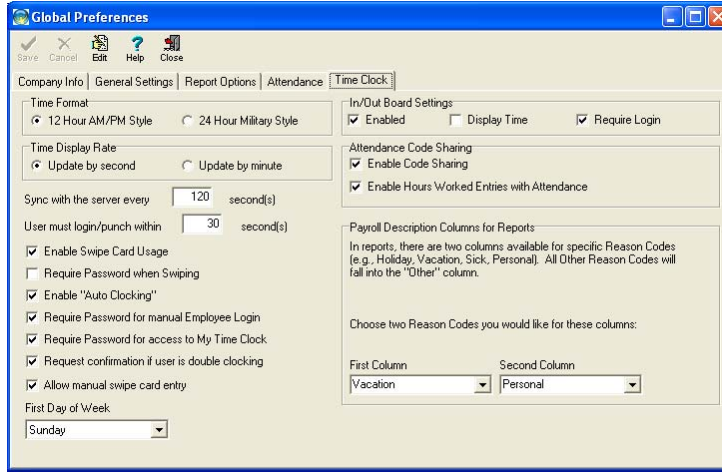 Global Preferences
Save Cancel Edit Help Close
Company Info General Settings Report Options Attendance Time Clock
Time Format
12 Hour AM/PM Style 24 Hour Military Style
Time Display Rate
Update by second Update by minute
Sync with the server every 120 second(s)
User must login/punch within 30 second(s)
Enable Swipe Card Usage
Require Password when Swiping
Enable "Auto Clocking"
Require Password for manual Employee Login
Require Password for access to My Time Clock
Request confirmation if user is double clocking
Allow manual swipe card entry
First Day of Week
Sunday
In/Out Board Settings
Enabled Display Time Require Login
Attendance Code Sharing
Enable Code Sharing
Enable Hours Worked Entries with Attendance
Payroll Description Columns for Reports
In reports, there are two columns available for specific Reason Codes
(e.g., Holiday, Vacation, Sick, Personal). All Other Reason Codes will
fall into the "Other" column.
Choose two Reason Codes you would like for these columns:
First Column Second Column
Vacation Personal